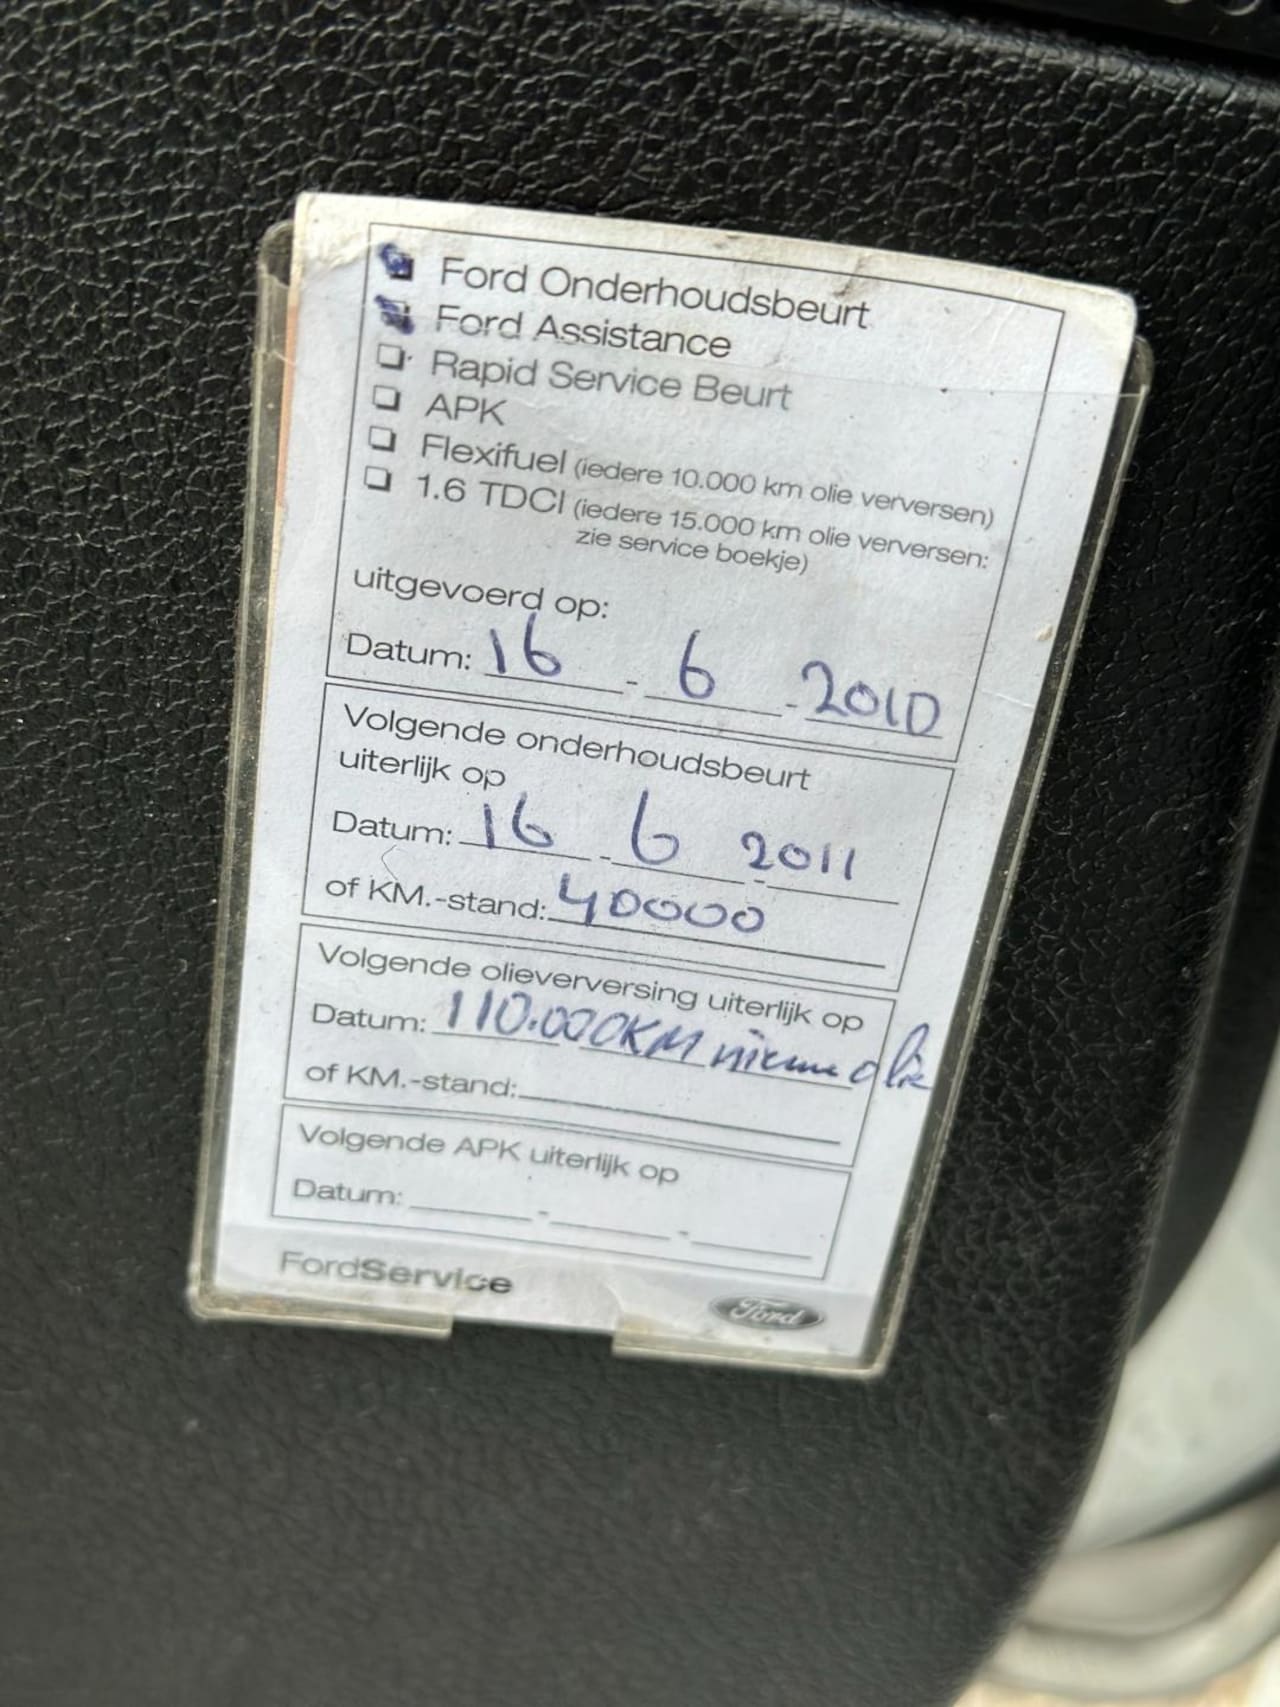 Ford Onderhoudsbeurt
Ford Assistance
Rapid Service Beurt
APK
Flexifuel (iedere 10.000 km olie verversen)
1.6 TDCI (iedere 15.000 km olie verversen:
zie service boekje)
uitgevoerd op:
Datum: 16 - 6 - 2010
Volgende onderhoudsbeurt
uiterlijk op
Datum: 16 - 6 - 2011
of KM.-stand: 40000
Volgende olieverversing uiterlijk op
Datum: 110.000KM nieuwe olie
of KM.-stand:
Volgende APK uiterlijk op
Datum: - -
FordService
Ford